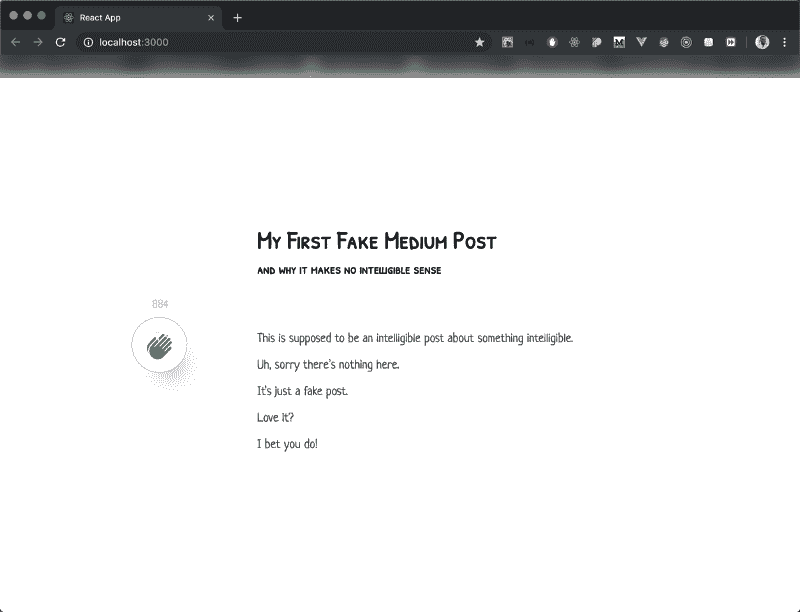 React App
localhost:3000
My First Fake Medium Post
and why it makes no intelligible sense
884
This is supposed to be an intelligible post about something intelligible.
Uh, sorry there's nothing here.
It's just a fake post.
Love it?
I bet you do!